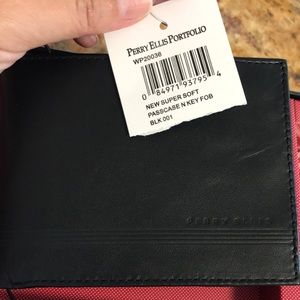 PERRY ELLIS PORTFOLIO
WP20036
0 84971 93795 4
NEW SUPER SOFT
PASSCASE N KEY FOB
BLK 001
PERRY ELLIS